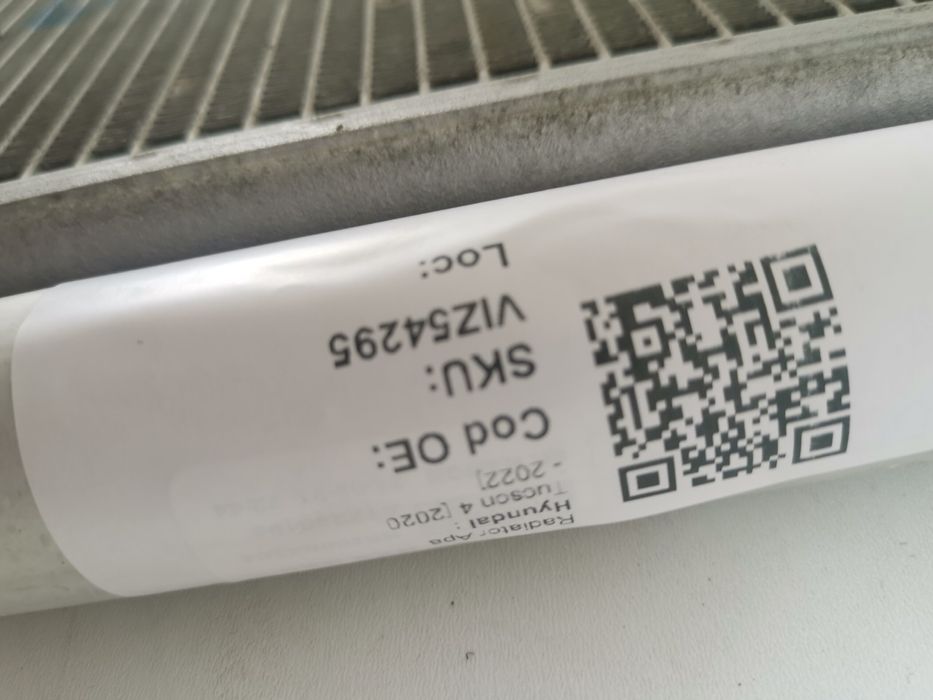 Radiator Apa
Hyundai :
Tucson 4 [2020
- 2022]
Cod OE:
SKU:
VIZ54295
Loc: